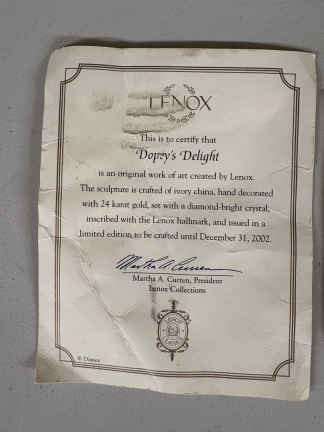 LENOX
This is to certify that
Dopey's Delight
is an original work of art created by Lenox.
The sculpture is crafted of ivory china, hand decorated
with 24 karat gold, set with a diamond-bright crystal,
inscribed with the Lenox hallmark, and issued in a
limited edition, to be crafted until December 31, 2002.
Martha A. Curren
Martha A. Curren, President
Lenox Collections
© Disney